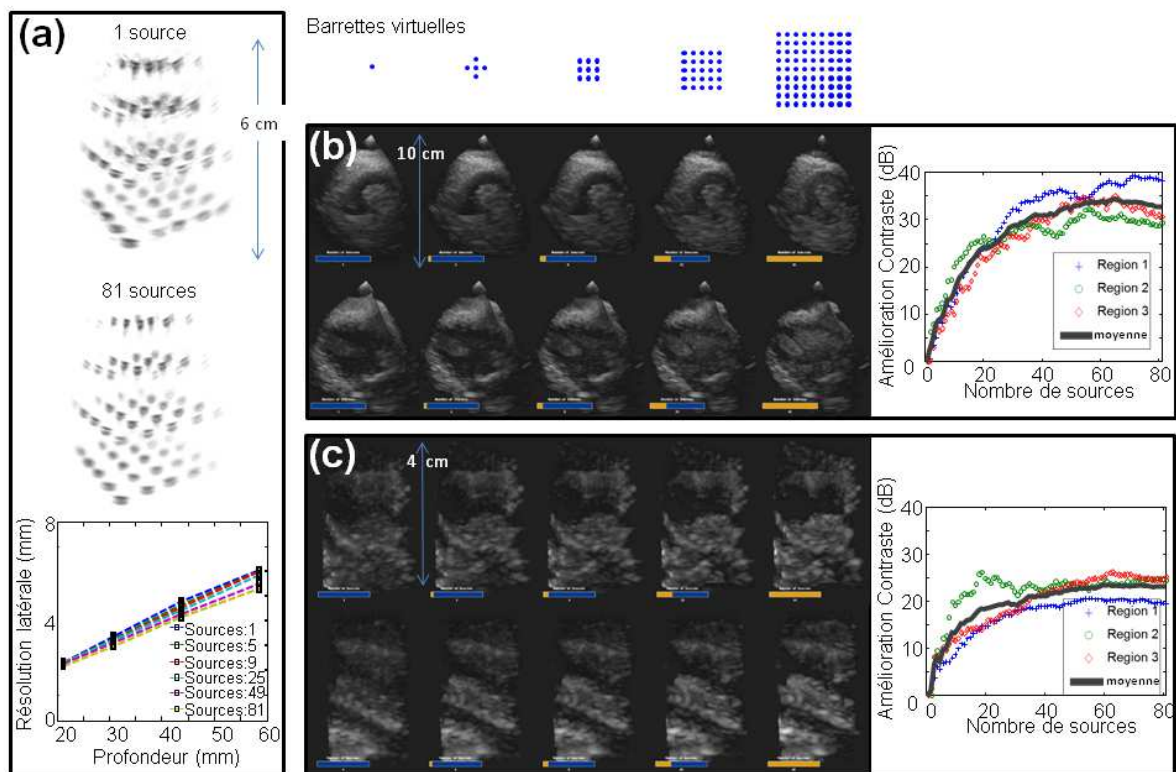 (a)
1 source
6 cm
81 sources
Résolution latérale (mm)
8
4
0
Sources:1
Sources:5
Sources:9
Sources:25
Sources:49
Sources:81
20 30 40 50 60
Profondeur (mm)
Barrettes virtuelles
(b)
10 cm
Amélioration Contraste (dB)
40
30
20
10
0
Region 1
Region 2
Region 3
moyenne
0 20 40 60 80
Nombre de sources
(c)
4 cm
Amélioration Contraste (dB)
40
30
20
10
0
Region 1
Region 2
Region 3
moyenne
0 20 40 60 80
Nombre de sources